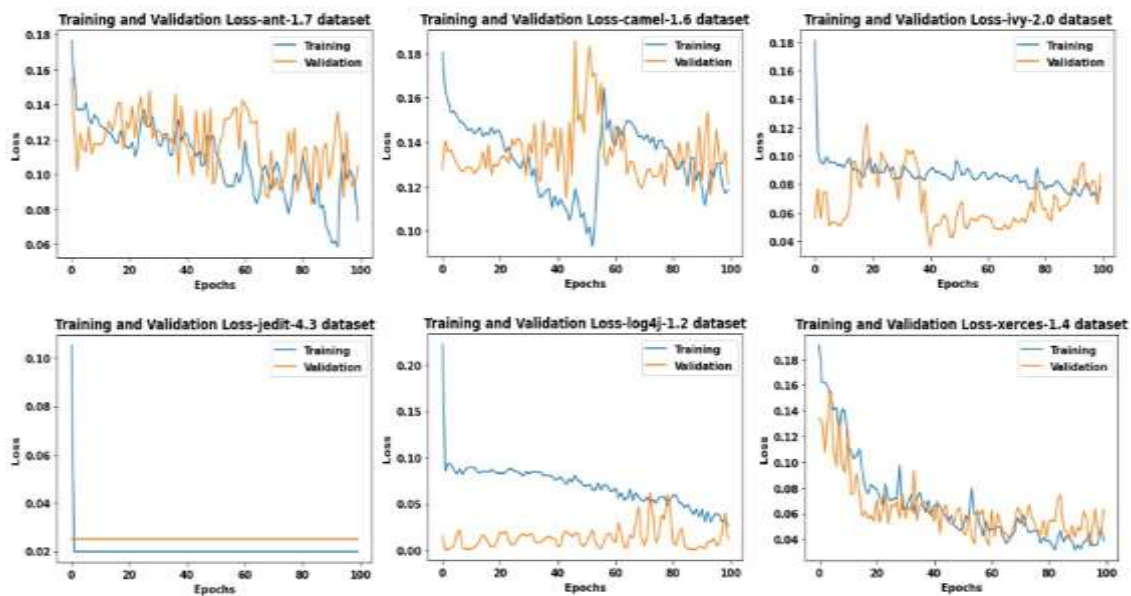 Training and Validation Loss-ant-1.7 dataset
Training
Validation
Loss
0.18
0.16
0.14
0.12
0.10
0.08
0.06
0 20 40 60 80 100
Epochs
Training and Validation Loss-camel-1.6 dataset
Training
Validation
Loss
0.18
0.16
0.14
0.12
0.10
0 20 40 60 80 100
Epochs
Training and Validation Loss-ivy-2.0 dataset
Training
Validation
Loss
0.18
0.16
0.14
0.12
0.10
0.08
0.06
0.04
0 20 40 60 80 100
Epochs
Training and Validation Loss-jedit-4.3 dataset
Training
Validation
Loss
0.10
0.08
0.06
0.04
0.02
0 20 40 60 80 100
Epochs
Training and Validation Loss-log4j-1.2 dataset
Training
Validation
Loss
0.20
0.15
0.10
0.05
0.00
0 20 40 60 80 100
Epochs
Training and Validation Loss-xerces-1.4 dataset
Training
Validation
Loss
0.18
0.16
0.14
0.12
0.10
0.08
0.06
0.04
0 20 40 60 80 100
Epochs